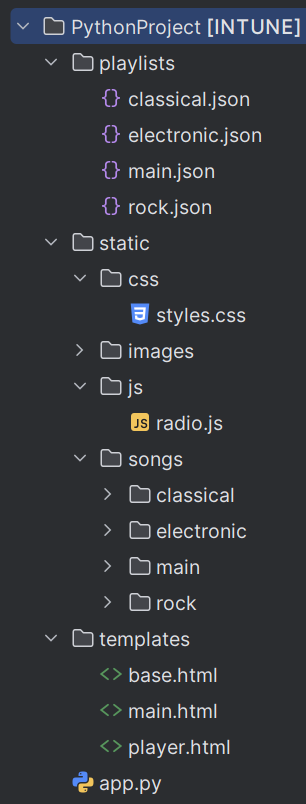 PythonProject [INTUNE]
playlists
classical.json
electronic.json
main.json
rock.json
static
css
styles.css
images
js
JS radio.js
songs
classical
electronic
main
rock
templates
base.html
main.html
player.html
app.py